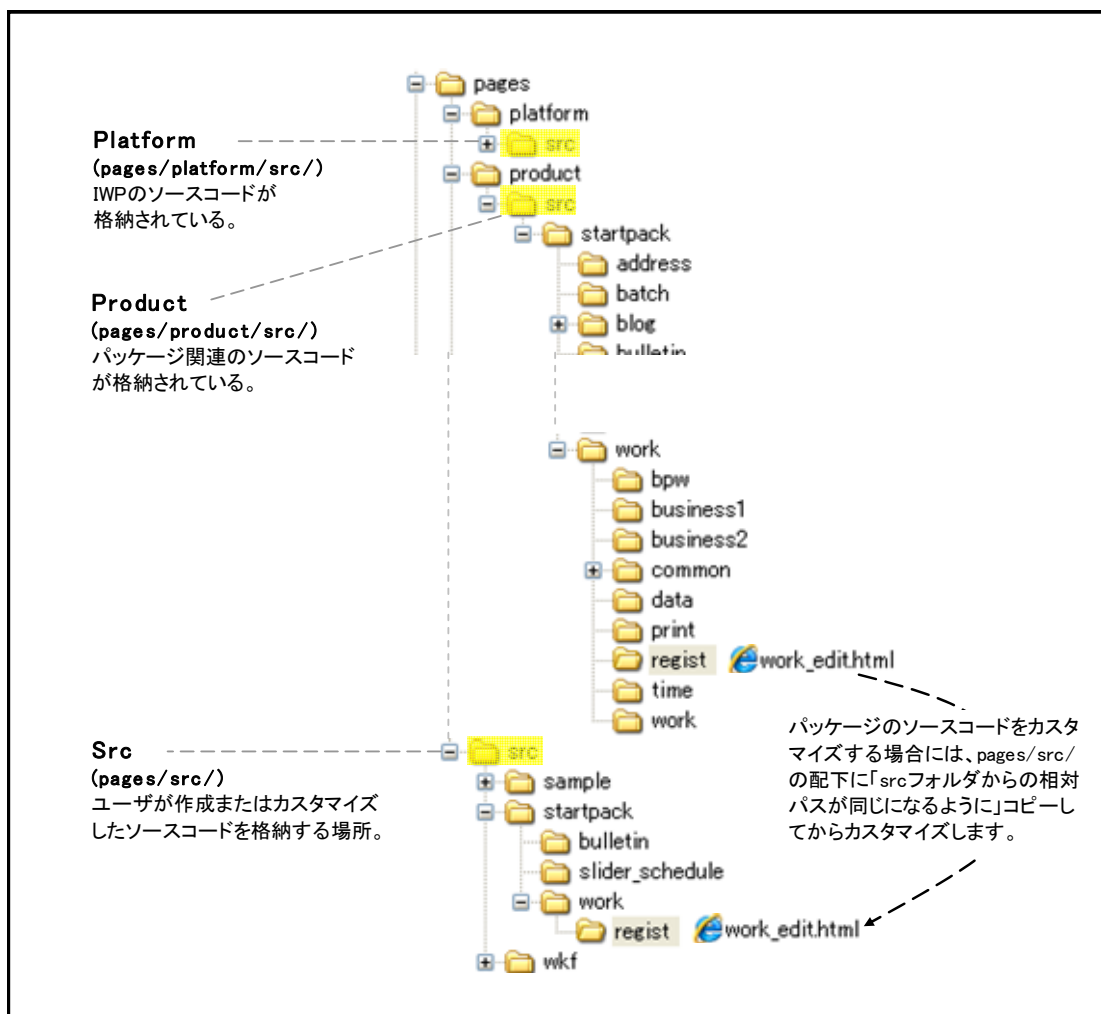 pages
platform
src
product
src
startpack
address
batch
blog
bulletin
Platform
(pages/platform/src/)
IWPのソースコードが
格納されている。
Product
(pages/product/src/)
パッケージ関連のソースコード
が格納されている。
work
bpw
business1
business2
common
data
print
regist work_edit.html
time
work
パッケージのソースコードをカスタ
マイズする場合には、pages/src/
の配下に「srcフォルダからの相対
パスが同じになるように」コピーし
てからカスタマイズします。
Src
(pages/src/)
ユーザが作成またはカスタマイズ
したソースコードを格納する場所。
src
sample
startpack
bulletin
slider_schedule
work
regist work_edit.html
wkf